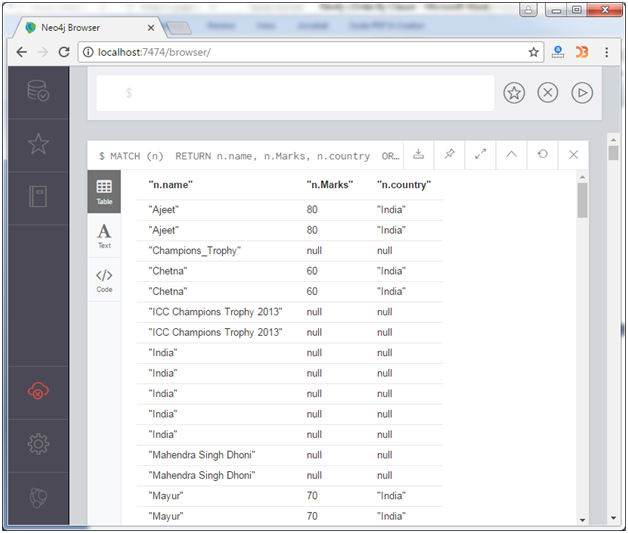 Neo4j Browser
localhost:7474/browser/
$
$ MATCH (n) RETURN n.name, n.Marks, n.country OR…
"n.name" "n.Marks" "n.country"
Table
"Ajeet" 80 "India"
"Ajeet" 80 "India"
A
Text
"Champions_Trophy" null null
"Chetna" 60 "India"
</>
Code
"Chetna" 60 "India"
"ICC Champions Trophy 2013" null null
"ICC Champions Trophy 2013" null null
"India" null null
"India" null null
"India" null null
"India" null null
"India" null null
"Mahendra Singh Dhoni" null null
"Mahendra Singh Dhoni" null null
"Mayur" 70 "India"
"Mayur" 70 "India"